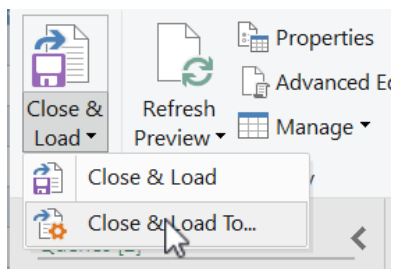 Properties
Advanced E
Close &
Load
Refresh
Preview
Manage
Close & Load
Close & Load To...